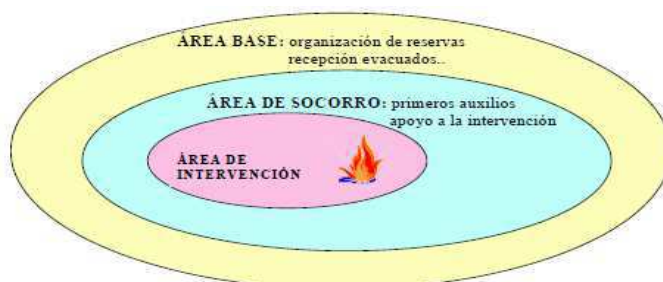 ÁREA BASE: organización de reservas
recepción evacuados..
ÁREA DE SOCORRO: primeros auxilios
apoyo a la intervención
ÁREA DE
INTERVENCIÓN